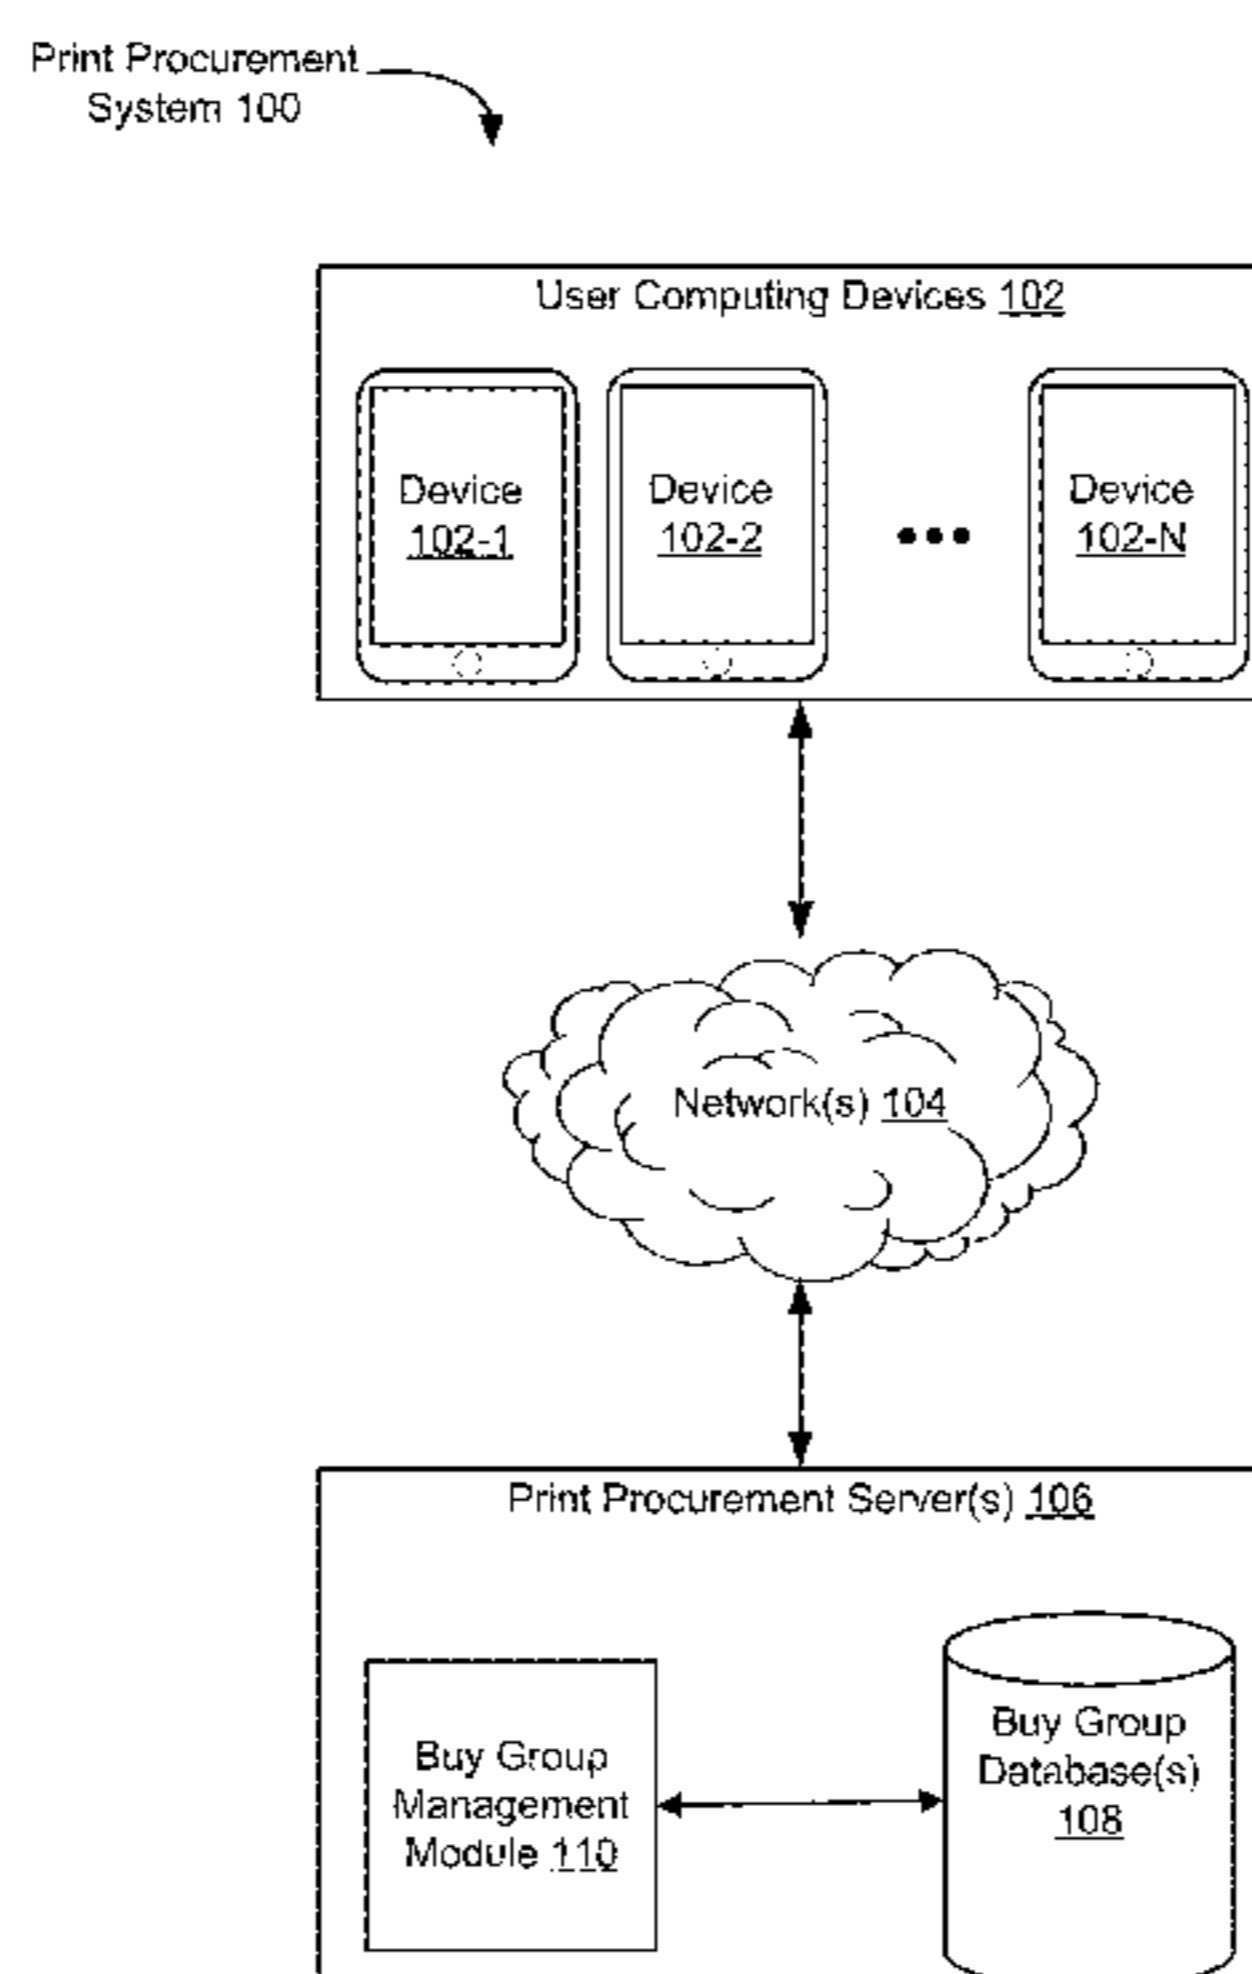 Print Procurement
System 100
User Computing Devices 102
Device
102-1
Device
102-2
Device
102-N
Network(s) 104
Print Procurement Server(s) 106
Buy Group
Management
Module 110
Buy Group
Database(s)
108